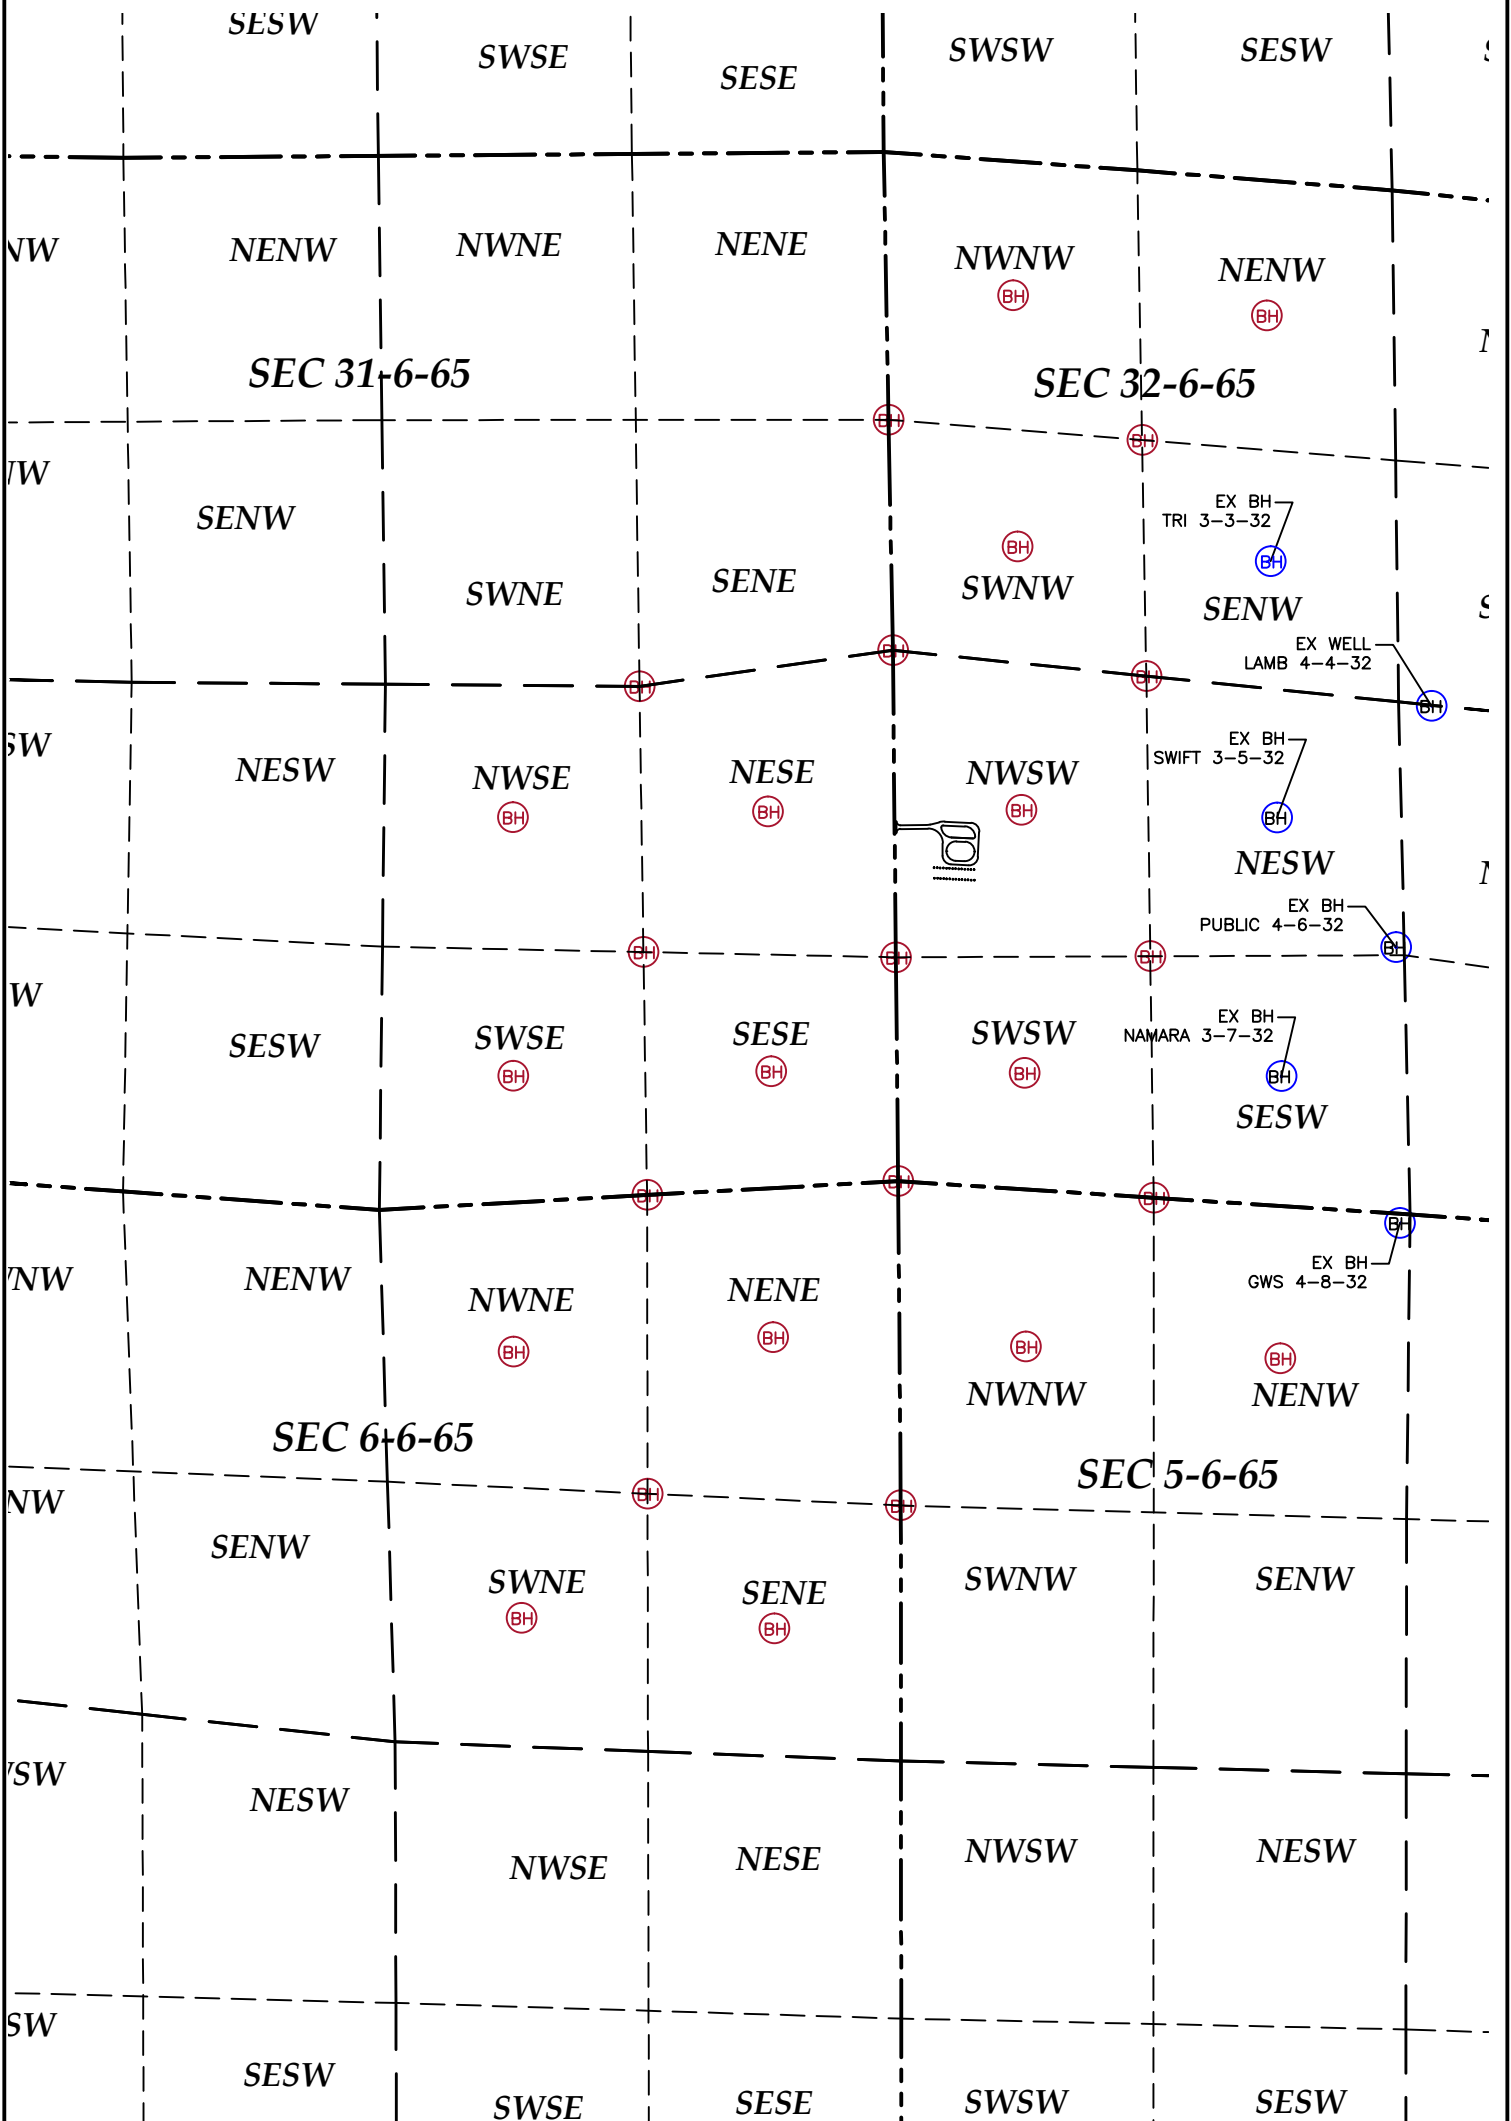 SESW
SWSE
SESE
SWSW
SESW
NW
NENW
NWNE
NENE
NWNW
BH
NENW
BH
SEC 31-6-65
SEC 32-6-65
BH
BH
SENW
SWNE
SENE
BH
SWNW
EX BH
TRI 3-3-32
BH
SENW
EX WELL
LAMB 4-4-32
BH
BH
BH
BH
SW
NESW
NWSE
BH
NESE
BH
NWSW
BH
EX BH
SWIFT 3-5-32
BH
NESW
EX BH
PUBLIC 4-6-32
BH
BH
BH
BH
W
SESW
SWSE
BH
SESE
BH
SWSW
BH
EX BH
NAMARA 3-7-32
BH
SESW
BH
BH
BH
BH
EX BH
GWS 4-8-32
NW
NENW
NWNE
BH
NENE
BH
BH
NWNW
BH
NENW
SEC 6-6-65
SEC 5-6-65
BH
BH
NW
SENW
SWNE
BH
SENE
BH
SWNW
SENW
SW
NESW
NWSE
NESE
NWSW
NESW
SW
SESW
SWSE
SESE
SWSW
SESW